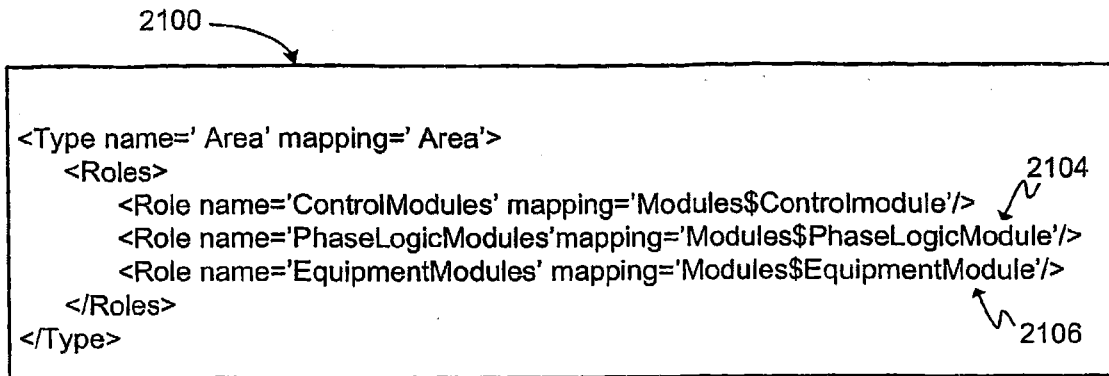 2100
<Type name=' Area' mapping=' Area'>
<Roles>
<Role name='ControlModules' mapping='Modules$Controlmodule'/>
2104
<Role name='PhaseLogicModules'mapping='Modules$PhaseLogicModule'/>
<Role name='EquipmentModules' mapping='Modules$EquipmentModule'/>
</Roles>
2106
</Type>